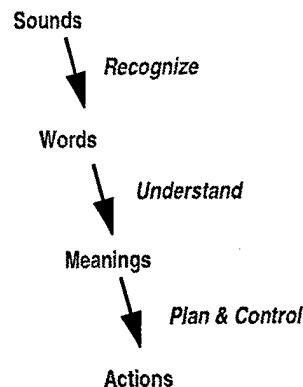 Sounds
Recognize
Words
Understand
Meanings
Plan & Control
Actions